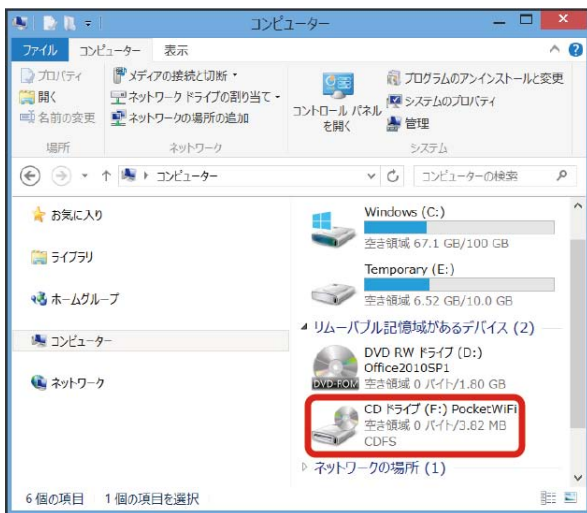 コンピューター
ファイル コンピューター 表示
プロパティ
開く
名前の変更
場所
メディアの接続と切断
ネットワーク ドライブの割り当て
ネットワークの場所の追加
ネットワーク
コントロール パネル
を開く
プログラムのアンインストールと変更
システムのプロパティ
管理
システム
コンピューター
コンピューターの検索
お気に入り
ライブラリ
ホームグループ
コンピューター
ネットワーク
Windows (C:)
空き領域 67.1 GB/100 GB
Temporary (E:)
空き領域 6.52 GB/10.0 GB
リムーバブル記憶域があるデバイス (2)
DVD RW ドライブ (D:)
Office2010SP1
DVD-ROM
空き領域 0 バイト/1.80 GB
CD ドライブ (F:) PocketWiFi
空き領域 0 バイト/3.82 MB
CDFS
ネットワークの場所 (1)
6 個の項目 1 個の項目を選択